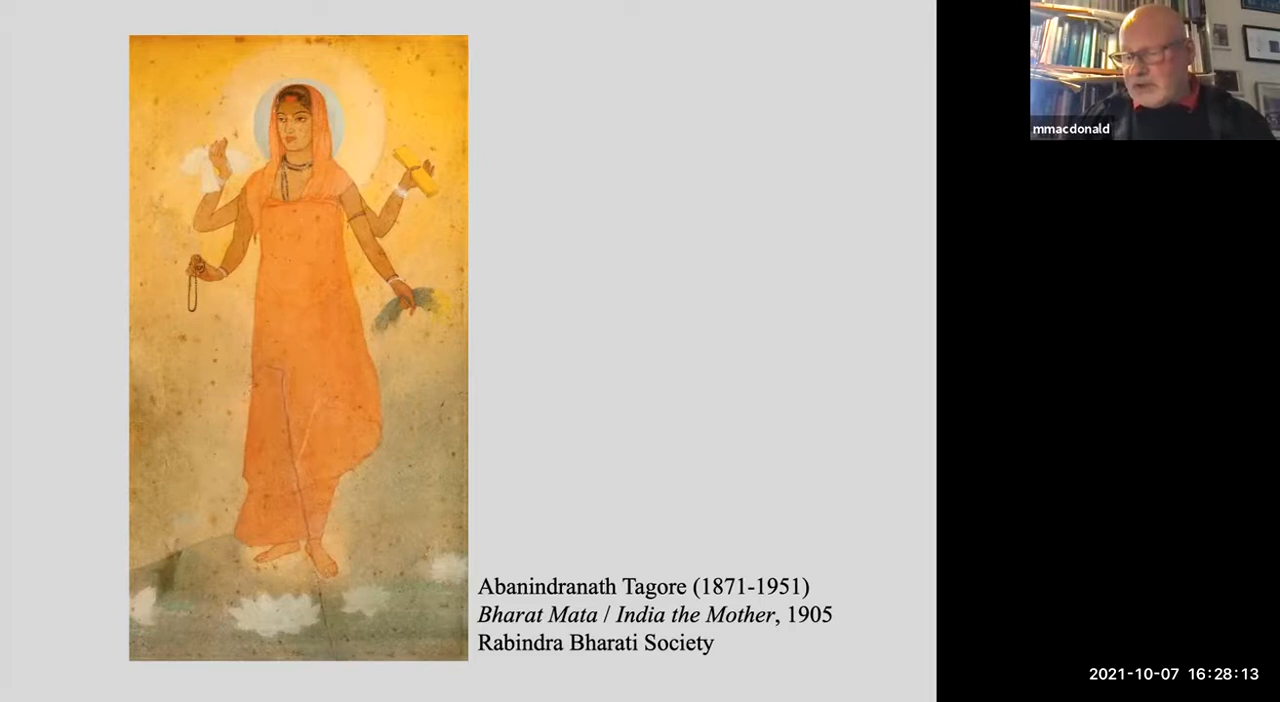 mmacdonald
Abanindranath Tagore (1871-1951)
Bharat Mata / India the Mother, 1905
Rabindra Bharati Society
2021-10-07 16:28:13